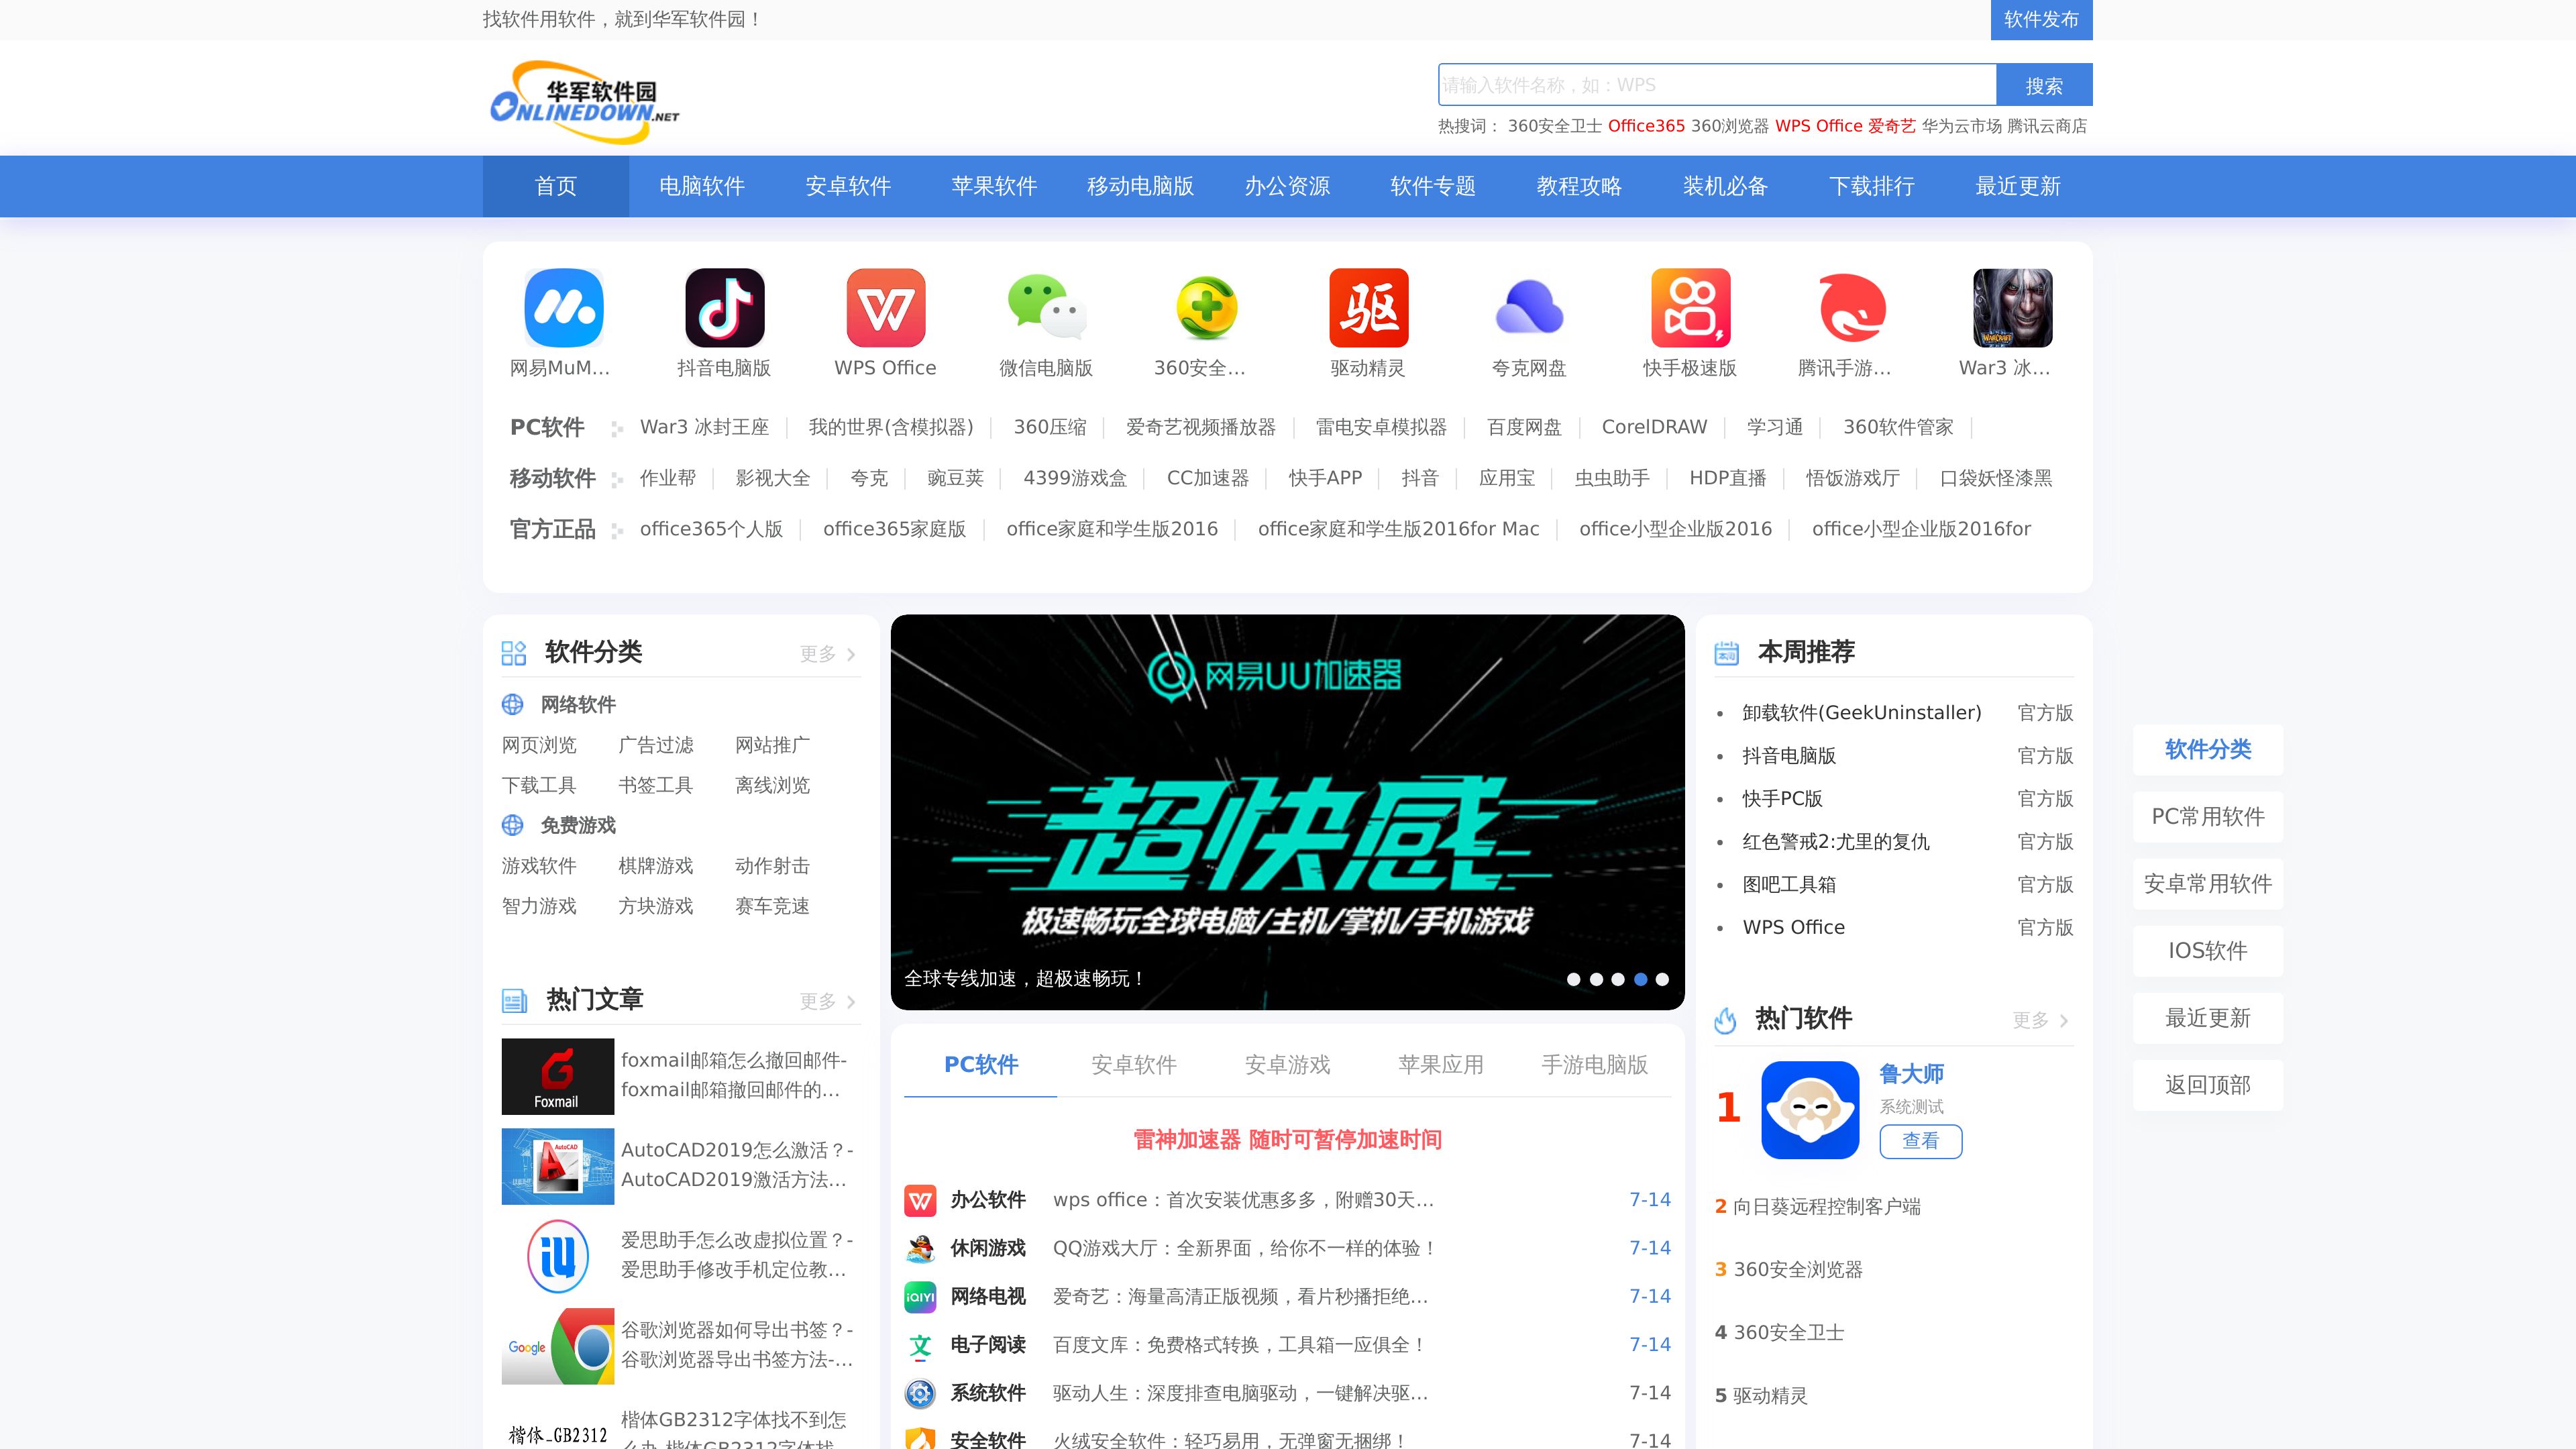 找软件用软件，就到华军软件园！
软件发布
华军软件园
ONLINEDOWN.NET
请输入软件名称，如：WPS
搜索
热搜词： 360安全卫士 Office365 360浏览器 WPS Office 爱奇艺 华为云市场 腾讯云商店
首页 电脑软件 安卓软件 苹果软件 移动电脑版 办公资源 软件专题 教程攻略 装机必备 下载排行 最近更新
驱
WARCRAFT
网易MuM... 抖音电脑版 WPS Office 微信电脑版 360安全... 驱动精灵 夸克网盘 快手极速版 腾讯手游... War3 冰...
PC软件 War3 冰封王座 我的世界(含模拟器) 360压缩 爱奇艺视频播放器 雷电安卓模拟器 百度网盘 CorelDRAW 学习通 360软件管家
移动软件 作业帮 影视大全 夸克 豌豆荚 4399游戏盒 CC加速器 快手APP 抖音 应用宝 虫虫助手 HDP直播 悟饭游戏厅 口袋妖怪漆黑
官方正品 office365个人版 office365家庭版 office家庭和学生版2016 office家庭和学生版2016for Mac office小型企业版2016 office小型企业版2016for
软件分类 更多
网络软件
网页浏览 广告过滤 网站推广
下载工具 书签工具 离线浏览
免费游戏
游戏软件 棋牌游戏 动作射击
智力游戏 方块游戏 赛车竞速
热门文章 更多
Foxmail
foxmail邮箱怎么撤回邮件-
foxmail邮箱撤回邮件的...
AutoCAD
AutoCAD2019怎么激活？-
AutoCAD2019激活方法...
爱思助手怎么改虚拟位置？-
爱思助手修改手机定位教...
Google
谷歌浏览器如何导出书签？-
谷歌浏览器导出书签方法-...
楷体_GB2312
楷体GB2312字体找不到怎
么办-楷体GB2312字体找...
网易UU加速器
超快感
极速畅玩全球电脑/主机/掌机/手机游戏
全球专线加速，超极速畅玩！
PC软件 安卓软件 安卓游戏 苹果应用 手游电脑版
雷神加速器 随时可暂停加速时间
办公软件 wps office：首次安装优惠多多，附赠30天... 7-14
休闲游戏 QQ游戏大厅：全新界面，给你不一样的体验！ 7-14
iQIYI
网络电视 爱奇艺：海量高清正版视频，看片秒播拒绝... 7-14
文
电子阅读 百度文库：免费格式转换，工具箱一应俱全！ 7-14
系统软件 驱动人生：深度排查电脑驱动，一键解决驱... 7-14
安全软件 火绒安全软件：轻巧易用，无弹窗无捆绑！ 7-14
本周推荐
卸载软件(GeekUninstaller) 官方版
抖音电脑版 官方版
快手PC版 官方版
红色警戒2:尤里的复仇 官方版
图吧工具箱 官方版
WPS Office 官方版
热门软件 更多
1 鲁大师
系统测试
查看
2 向日葵远程控制客户端
3 360安全浏览器
4 360安全卫士
5 驱动精灵
软件分类
PC常用软件
安卓常用软件
IOS软件
最近更新
返回顶部